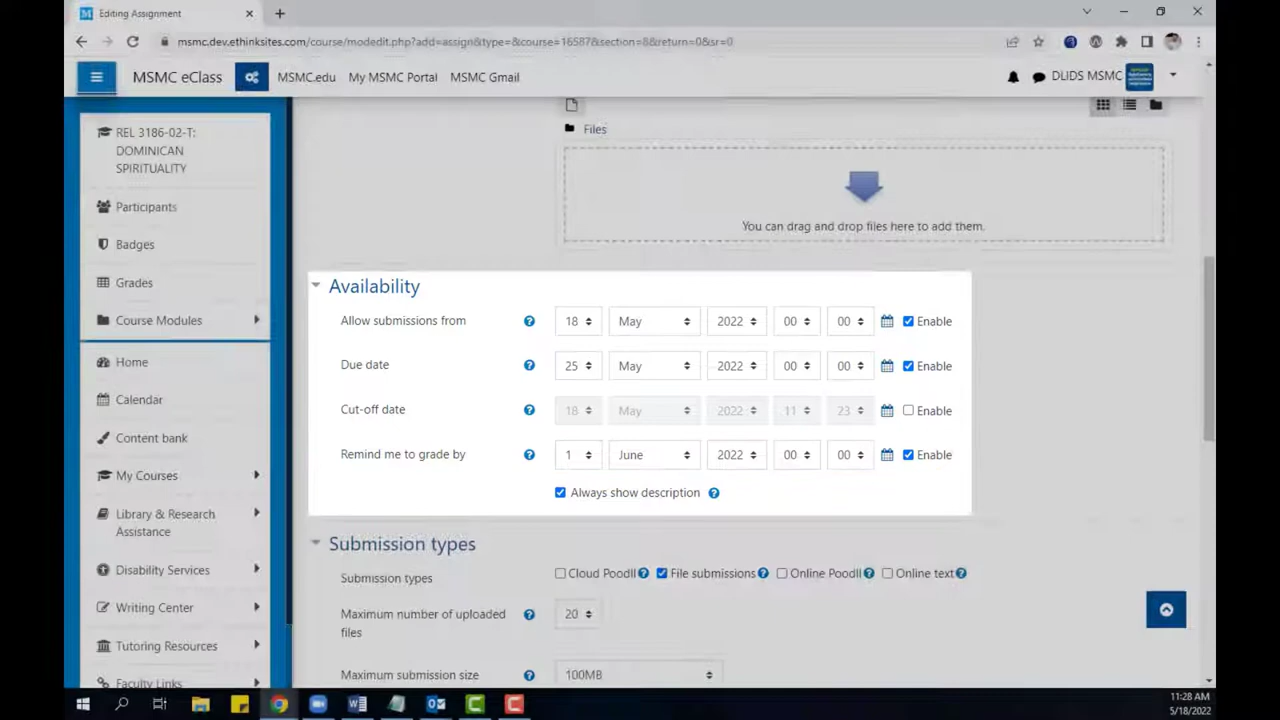 Editing Assignment
msmc.dev.ethinksites.com/course/modedit.php?add=assign&type=&course=16587&section=8&return=0&sr=0
MSMC eClass MSMC.edu My MSMC Portal MSMC Gmail DLIDS MSMC
REL 3186-02-T:
DOMINICAN
SPIRITUALITY
Participants
Badges
Grades
Course Modules
Home
Calendar
Content bank
My Courses
Library & Research
Assistance
Disability Services
Writing Center
Tutoring Resources
Faculty Links
Files
You can drag and drop files here to add them.
Availability
Allow submissions from 18 May 2022 00 00 Enable
Due date 25 May 2022 00 00 Enable
Cut-off date 18 May 2022 11 23 Enable
Remind me to grade by 1 June 2022 00 00 Enable
Always show description
Submission types
Submission types Cloud Poodll File submissions Online Poodll Online text
Maximum number of uploaded
files 20
Maximum submission size 100MB
11:28 AM
5/18/2022